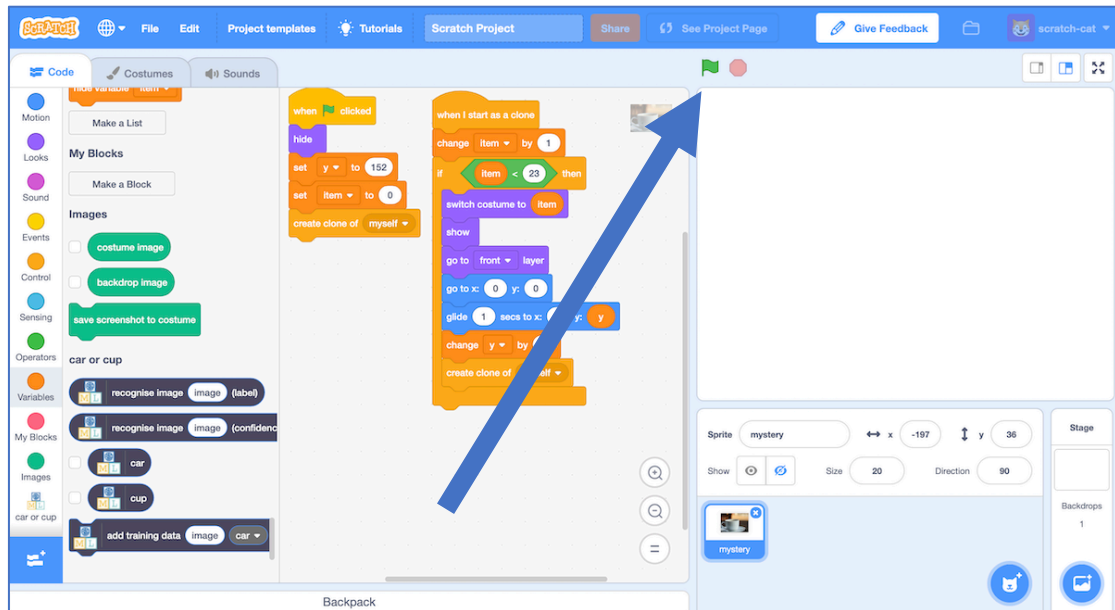 SCRATCH File Edit Project templates Tutorials Scratch Project Share See Project Page Give Feedback scratch-cat
Code Costumes Sounds
Motion
Looks
Sound
Events
Control
Sensing
Operators
Variables
My Blocks
Images
car or cup
hide variable item
Make a List
My Blocks
Make a Block
Images
costume image
backdrop image
save screenshot to costume
car or cup
recognise image image (label)
recognise image image (confidenc
ML car
ML cup
add training data image car
when clicked
hide
set y to 152
set item to 0
create clone of myself
when I start as a clone
change item by 1
if item < 23 then
switch costume to item
show
go to front layer
go to x: 0 y: 0
glide 1 secs to x: y: y
change y by
create clone of
Sprite mystery x -197 y 36
Show Size 20 Direction 90
mystery
Stage
Backdrops
1
Backpack